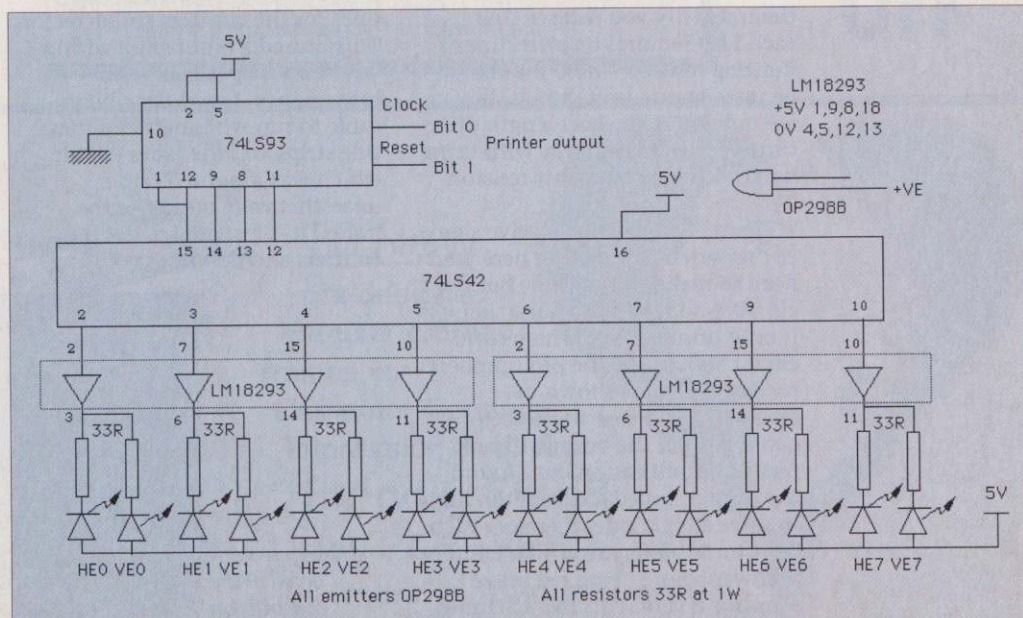 5V
2 5
Clock
10
Bit 0
74LS93
Reset
Printer output
Bit 1
1 12 9 8 11
LM18293
+5V 1,9,8,18
0V 4,5,12,13
5V
+VE
OP298B
15 14 13 12
16
74LS42
2 3 4 5 6 7 9 10
2 7 15 10 2 7 15 10
LM18293
LM18293
3 6 14 11 3 6 14 11
33R 33R 33R 33R 33R 33R 33R 33R
5V
HE0 VE0 HE1 VE1 HE2 VE2 HE3 VE3 HE4 VE4 HE5 VE5 HE6 VE6 HE7 VE7
All emitters OP298B
All resistors 33R at 1W